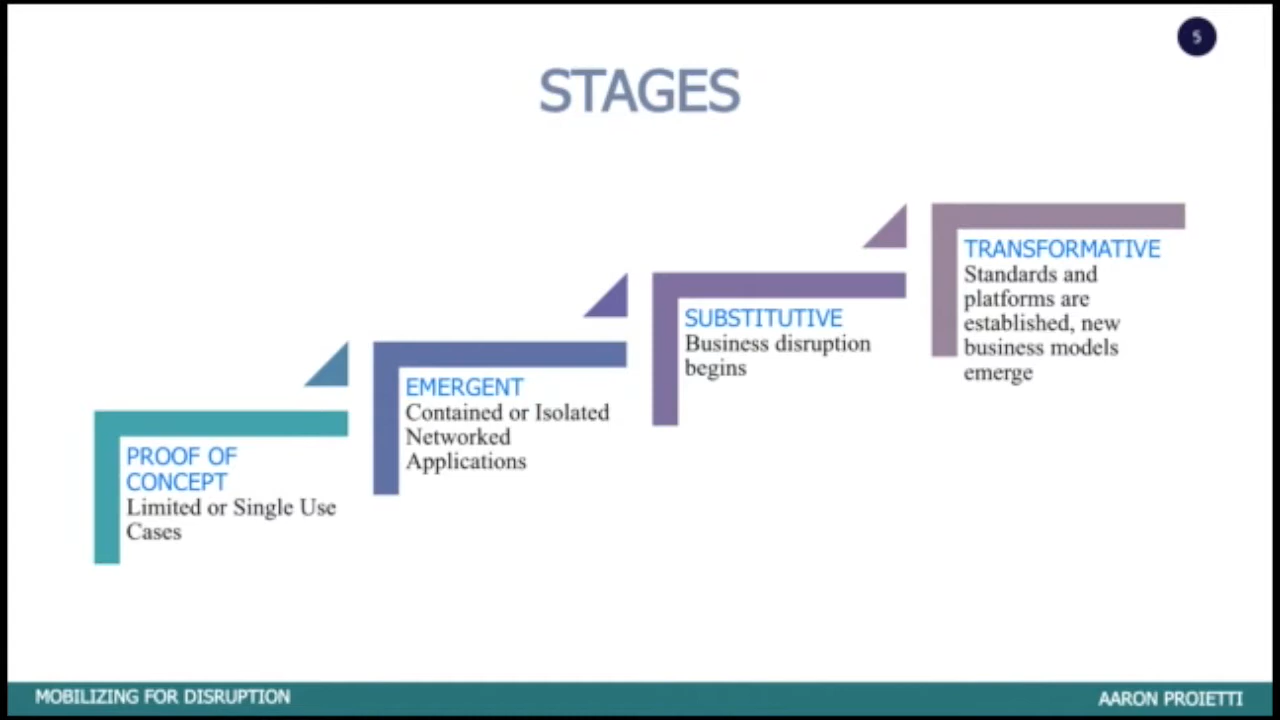 5
STAGES
PROOF OF
CONCEPT
Limited or Single Use
Cases
EMERGENT
Contained or Isolated
Networked
Applications
SUBSTITUTIVE
Business disruption
begins
TRANSFORMATIVE
Standards and
platforms are
established, new
business models
emerge
MOBILIZING FOR DISRUPTION
AARON PROIETTI